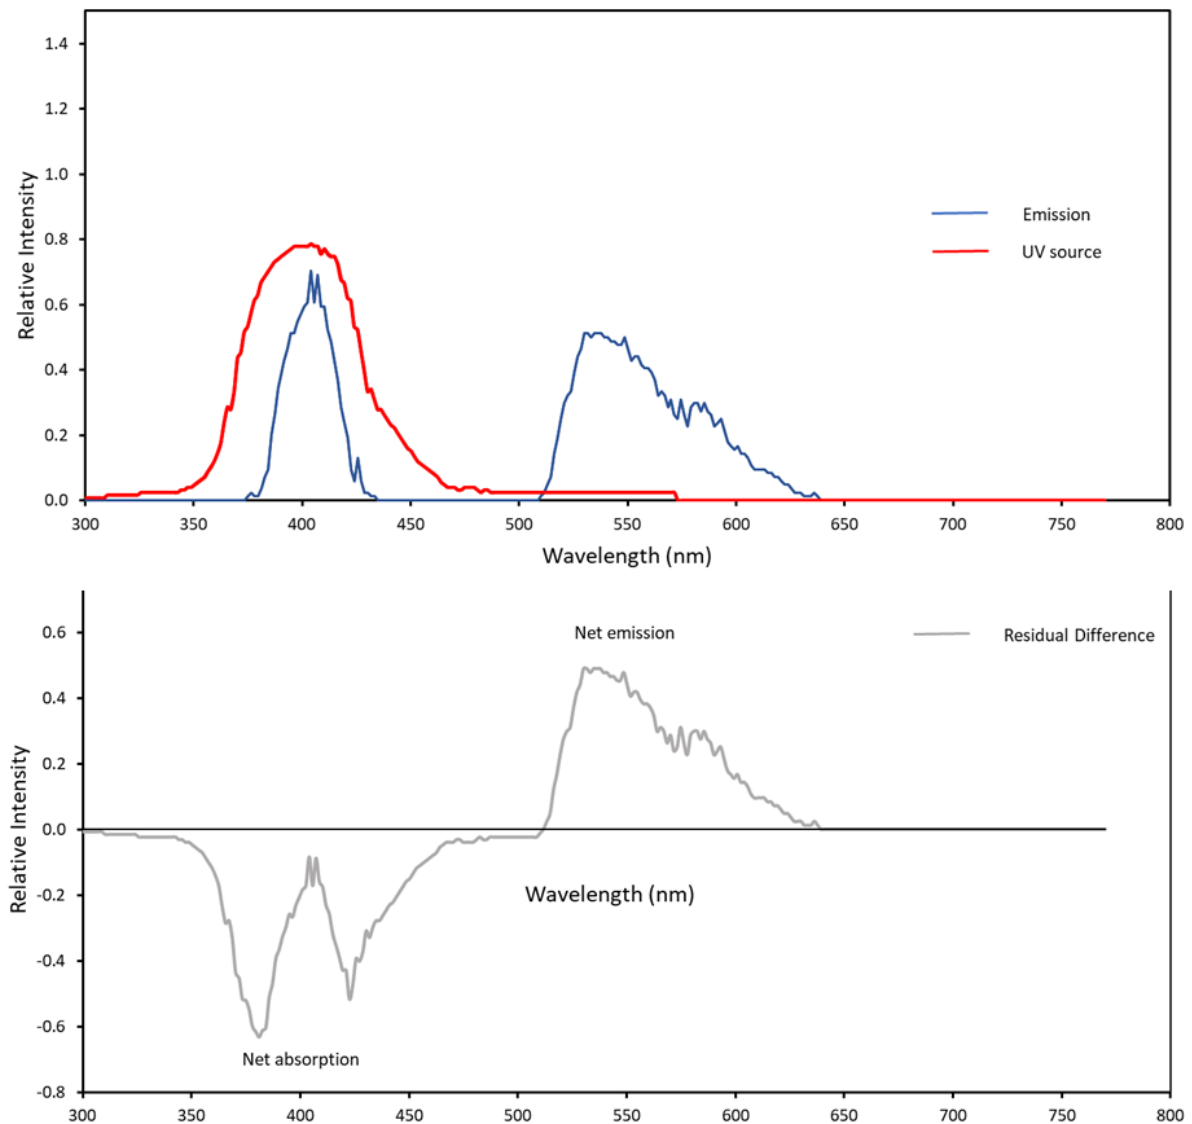 1.4
1.2
1.0
0.8
0.6
0.4
0.2
0.0
Relative Intensity
Emission
UV source
300 350 400 450 500 550 600 650 700 750 800
Wavelength (nm)
0.6
0.4
0.2
0.0
-0.2
-0.4
-0.6
-0.8
Relative Intensity
Net emission
Residual Difference
Wavelength (nm)
Net absorption
300 350 400 450 500 550 600 650 700 750 800